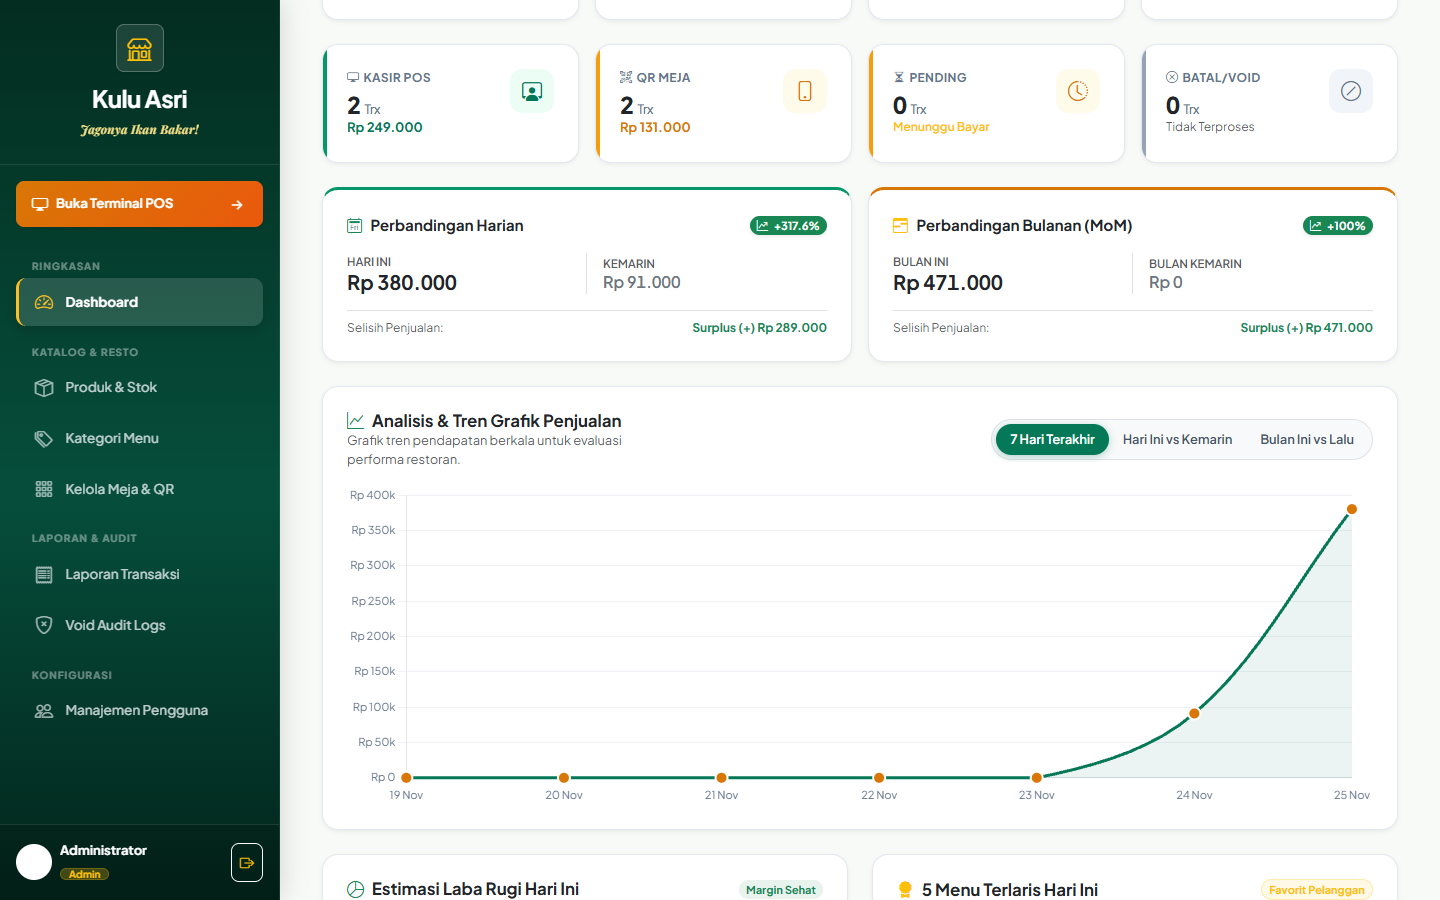 Kulu Asri
Jagonya Ikan Bakar!
Buka Terminal POS
RINGKASAN
Dashboard
KATALOG & RESTO
Produk & Stok
Kategori Menu
Kelola Meja & QR
LAPORAN & AUDIT
Laporan Transaksi
Void Audit Logs
KONFIGURASI
Manajemen Pengguna
Administrator
Admin
KASIR POS
2 Trx
Rp 249.000
QR MEJA
2 Trx
Rp 131.000
PENDING
0 Trx
Menunggu Bayar
BATAL/VOID
0 Trx
Tidak Terproses
Fri
Perbandingan Harian
+317.6%
HARI INI
Rp 380.000
KEMARIN
Rp 91.000
Selisih Penjualan:
Surplus (+) Rp 289.000
Perbandingan Bulanan (MoM)
+100%
BULAN INI
Rp 471.000
BULAN KEMARIN
Rp 0
Selisih Penjualan:
Surplus (+) Rp 471.000
Analisis & Tren Grafik Penjualan
Grafik tren pendapatan berkala untuk evaluasi
performa restoran.
7 Hari Terakhir
Hari Ini vs Kemarin
Bulan Ini vs Lalu
Rp 400k
Rp 350k
Rp 300k
Rp 250k
Rp 200k
Rp 150k
Rp 100k
Rp 50k
Rp 0
19 Nov
20 Nov
21 Nov
22 Nov
23 Nov
24 Nov
25 Nov
Estimasi Laba Rugi Hari Ini
Margin Sehat
5 Menu Terlaris Hari Ini
Favorit Pelanggan